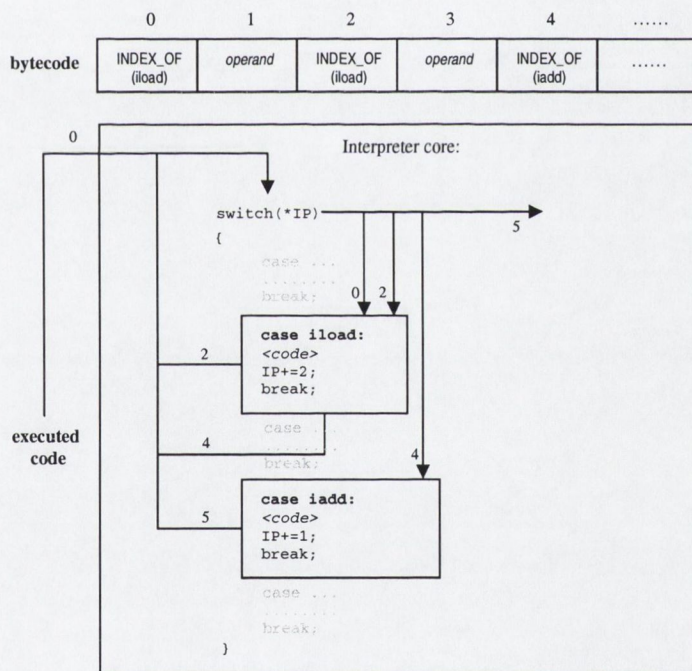 0 1 2 3 4 ......
bytecode INDEX_OF (iload) operand INDEX_OF (iload) operand INDEX_OF (iadd) ......
0
Interpreter core:
switch(*IP)
5
{
case ...
........
break;
0 2
case iload:
<code>
2
IP+=2;
break;
case ...
executed code
4
........
break;
4
case iadd:
<code>
5
IP+=1;
break;
case ...
........
break;
}